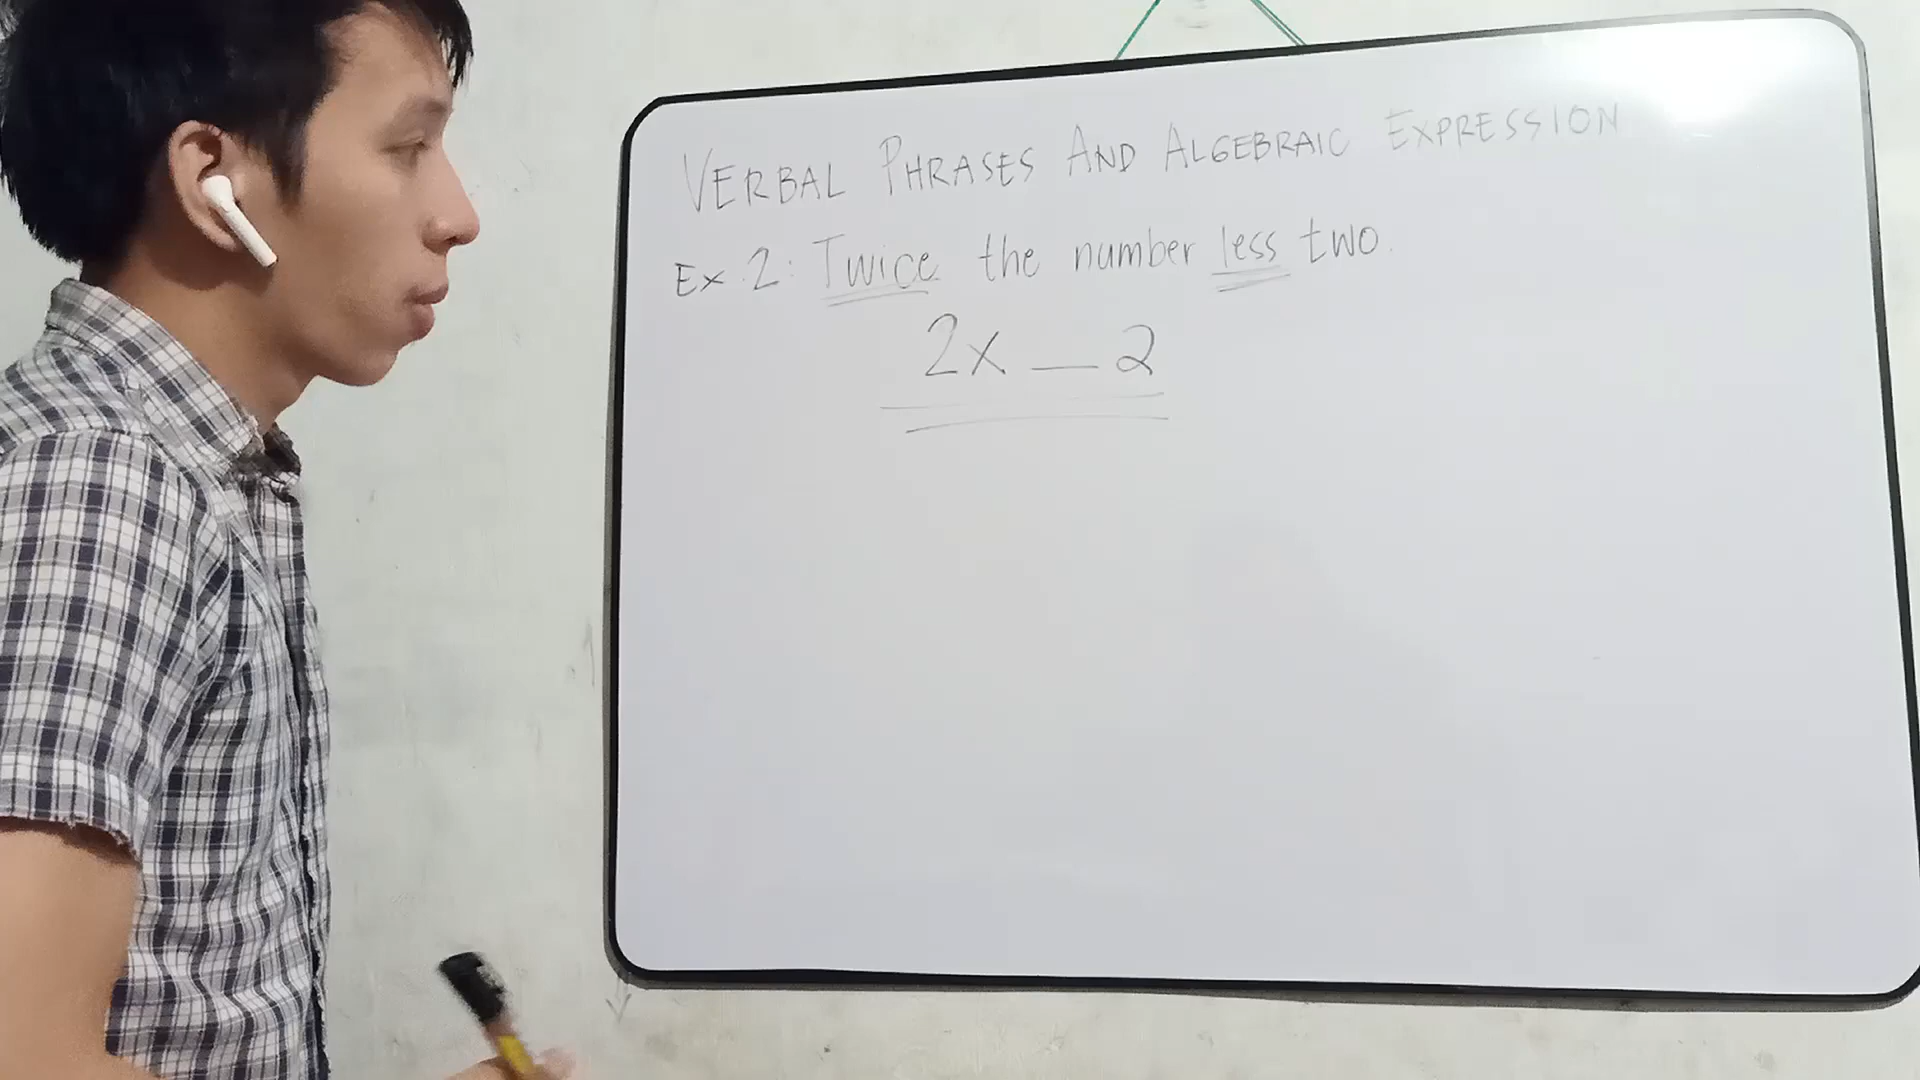 VERBAL PHRASES AND ALGEBRAIC EXPRESSION
Ex. 2: Twice the number less two.
2x — 2